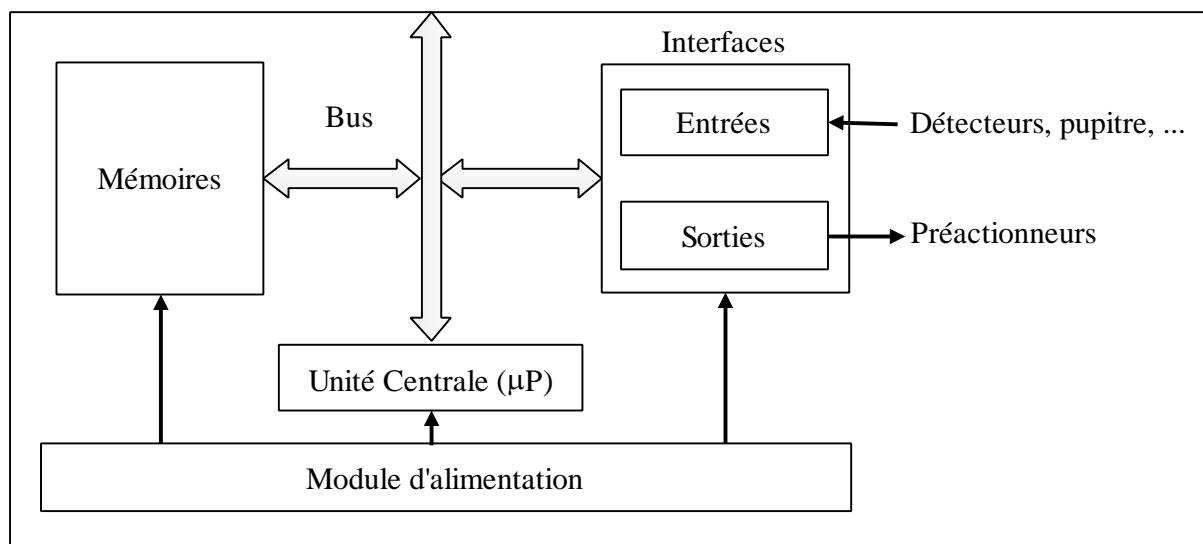 Interfaces
Bus
Entrées
Détecteurs, pupitre, ...
Mémoires
Sorties
Préactionneurs
Unité Centrale (µP)
Module d'alimentation